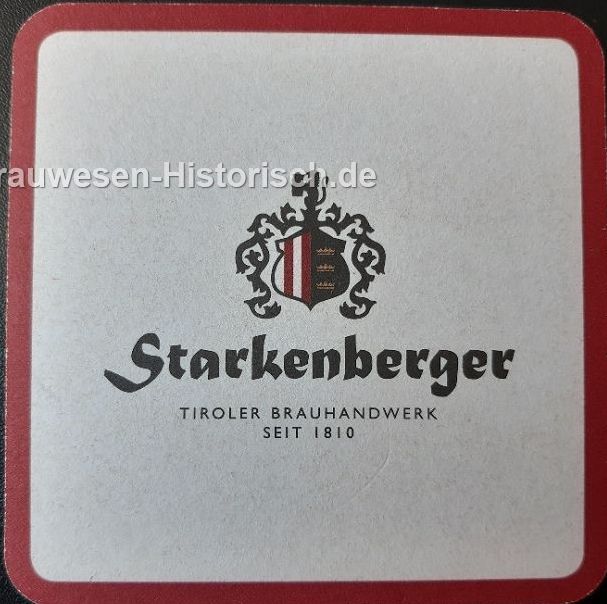 rauwesen-Historisch.de
Starkenberger
TIROLER BRAUHANDWERK
SEIT 1810